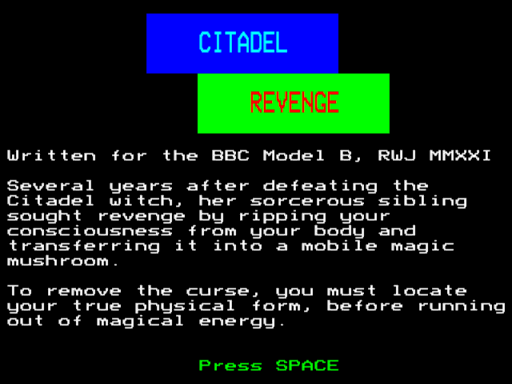 CITADEL
REVENGE
Written for the BBC Model B, RWJ MMXXI
Several years after defeating the
Citadel witch, her sorcerous sibling
sought revenge by ripping your
consciousness from your body and
transferring it into a mobile magic
mushroom.
To remove the curse, you must locate
your true physical form, before running
out of magical energy.
Press SPACE